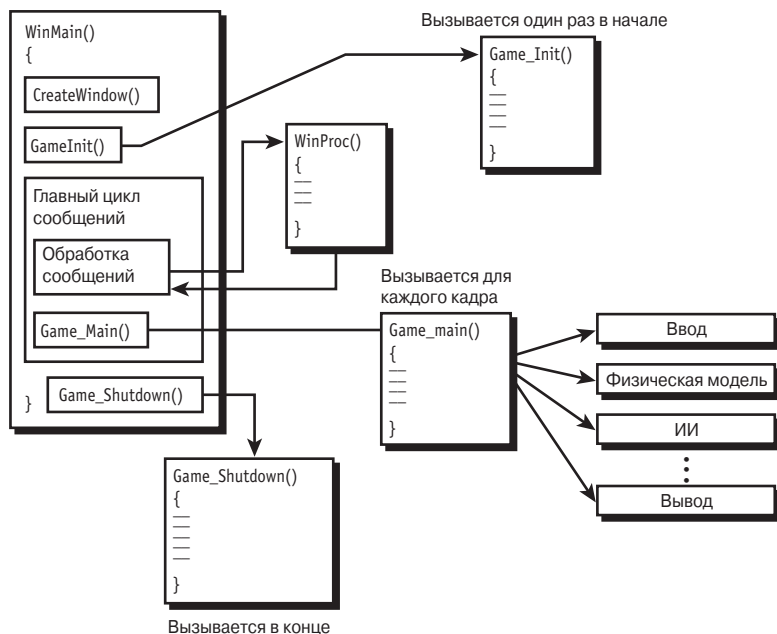 WinMain()
{
CreateWindow()
GameInit()
Главный цикл
сообщений
Обработка
сообщений
Game_Main()
Game_Shutdown()
}
Вызывается один раз в начале
Game_Init()
{
}
WinProc()
{
}
Вызывается для
каждого кадра
Game_main()
{
}
Ввод
Физическая модель
ИИ
Вывод
Game_Shutdown()
{
}
Вызывается в конце